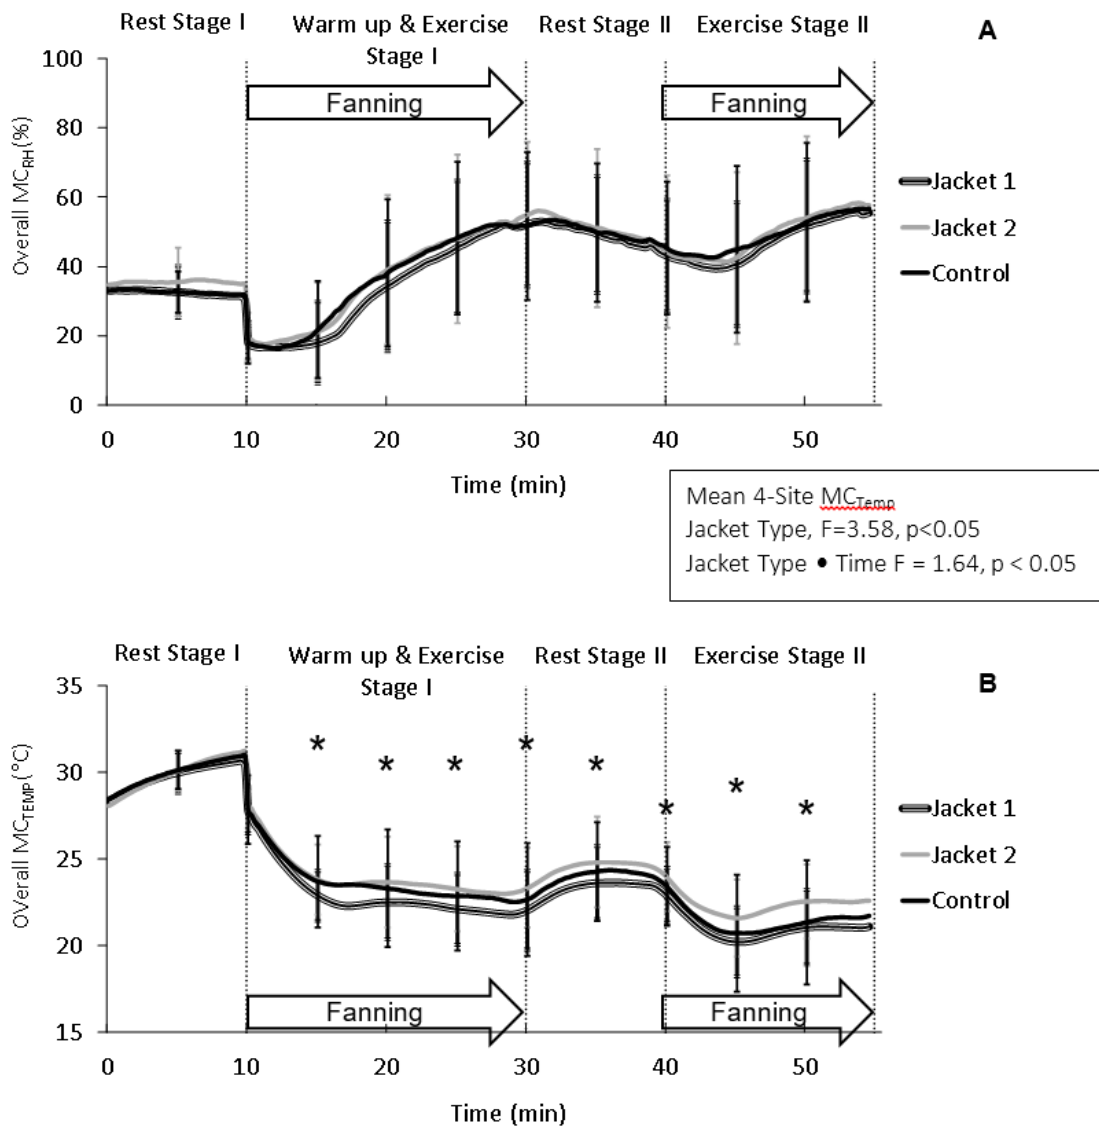 Rest Stage I
Warm up & Exercise
Stage I
Rest Stage II
Exercise Stage II
A
100
80
60
40
20
0
Overall MCRH(%)
Fanning
Fanning
Jacket 1
Jacket 2
Control
0
10
20
30
40
50
Time (min)
Mean 4-Site MCTemp
Jacket Type, F=3.58, p<0.05
Jacket Type • Time F = 1.64, p < 0.05
Rest Stage I
Warm up & Exercise
Stage I
Rest Stage II
Exercise Stage II
B
35
30
25
20
15
OVerall MCTEMP(°C)
* * * * * * * *
Jacket 1
Jacket 2
Control
Fanning
Fanning
0
10
20
30
40
50
Time (min)